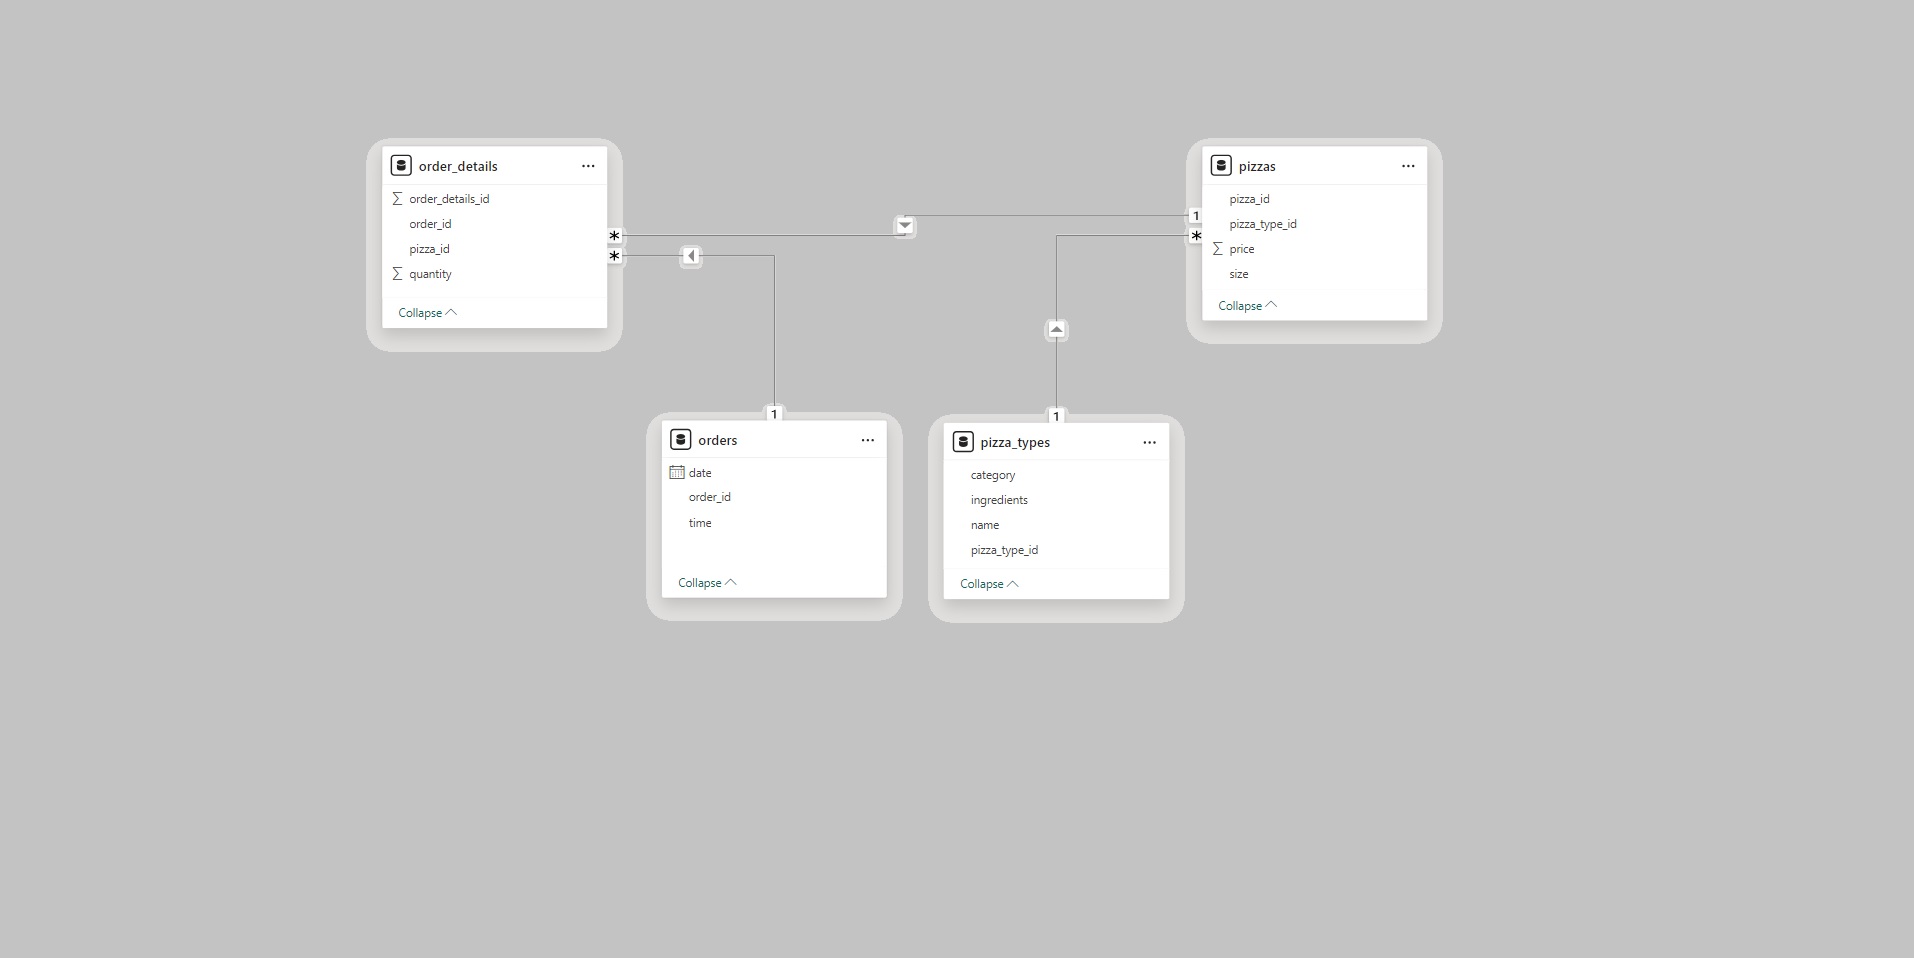 order_details ...
order_details_id
order_id
pizza_id
quantity
Collapse
pizzas ...
pizza_id
pizza_type_id
price
size
Collapse
1
*
*
*
1
1
orders ...
date
order_id
time
Collapse
pizza_types ...
category
ingredients
name
pizza_type_id
Collapse